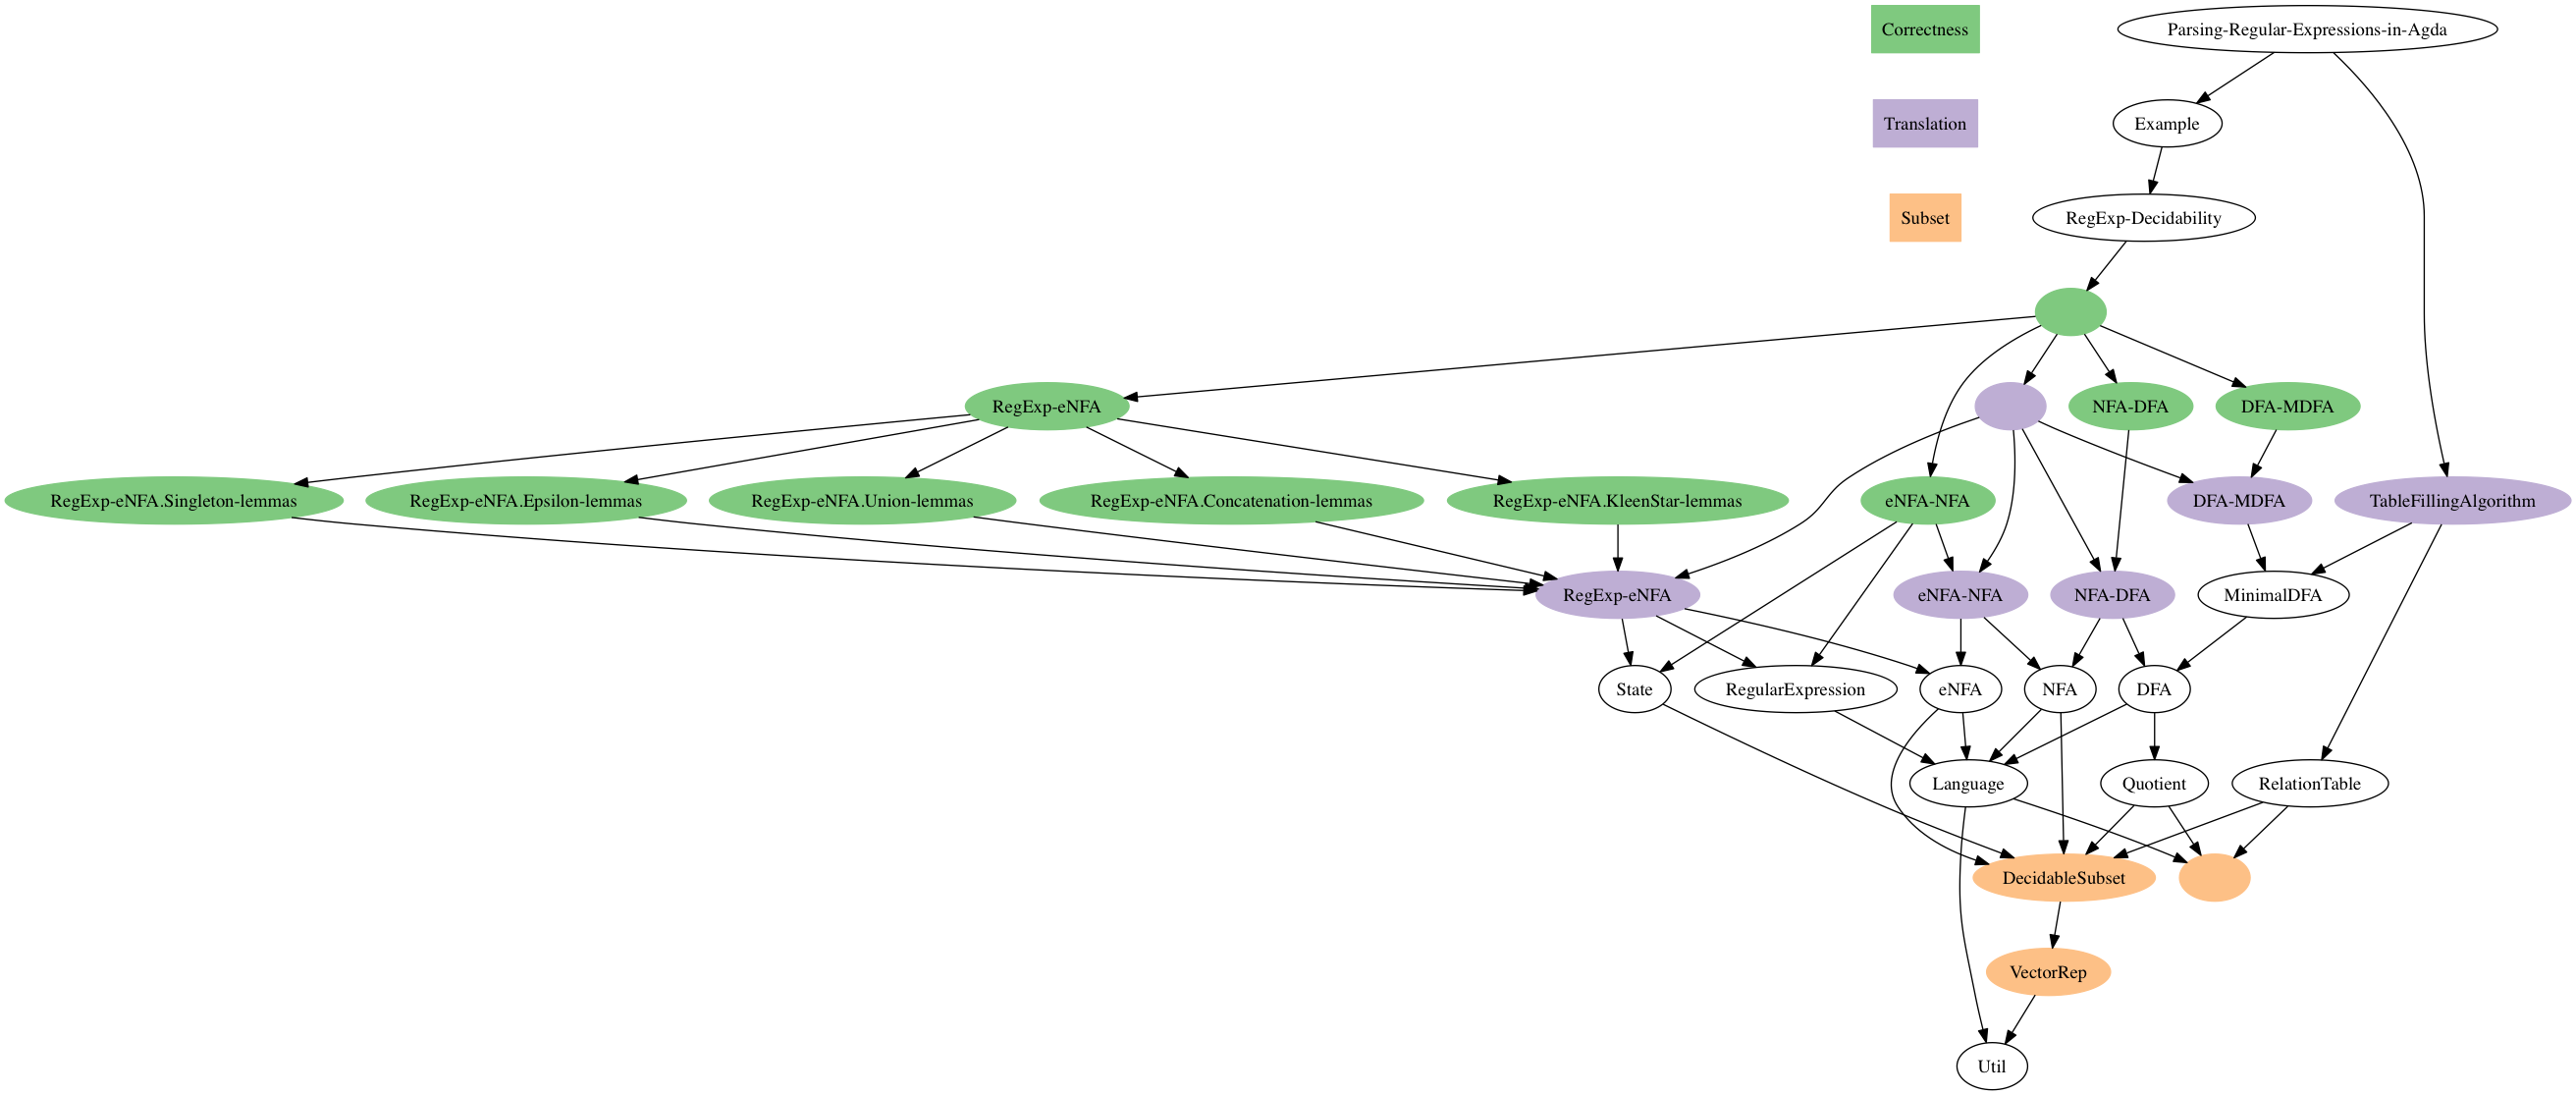 Correctness
Parsing-Regular-Expressions-in-Agda
Translation
Example
Subset
RegExp-Decidability
RegExp-eNFA
NFA-DFA
DFA-MDFA
RegExp-eNFA.Singleton-lemmas
RegExp-eNFA.Epsilon-lemmas
RegExp-eNFA.Union-lemmas
RegExp-eNFA.Concatenation-lemmas
RegExp-eNFA.KleenStar-lemmas
eNFA-NFA
DFA-MDFA
TableFillingAlgorithm
RegExp-eNFA
eNFA-NFA
NFA-DFA
MinimalDFA
State
RegularExpression
eNFA
NFA
DFA
Language
Quotient
RelationTable
DecidableSubset
VectorRep
Util